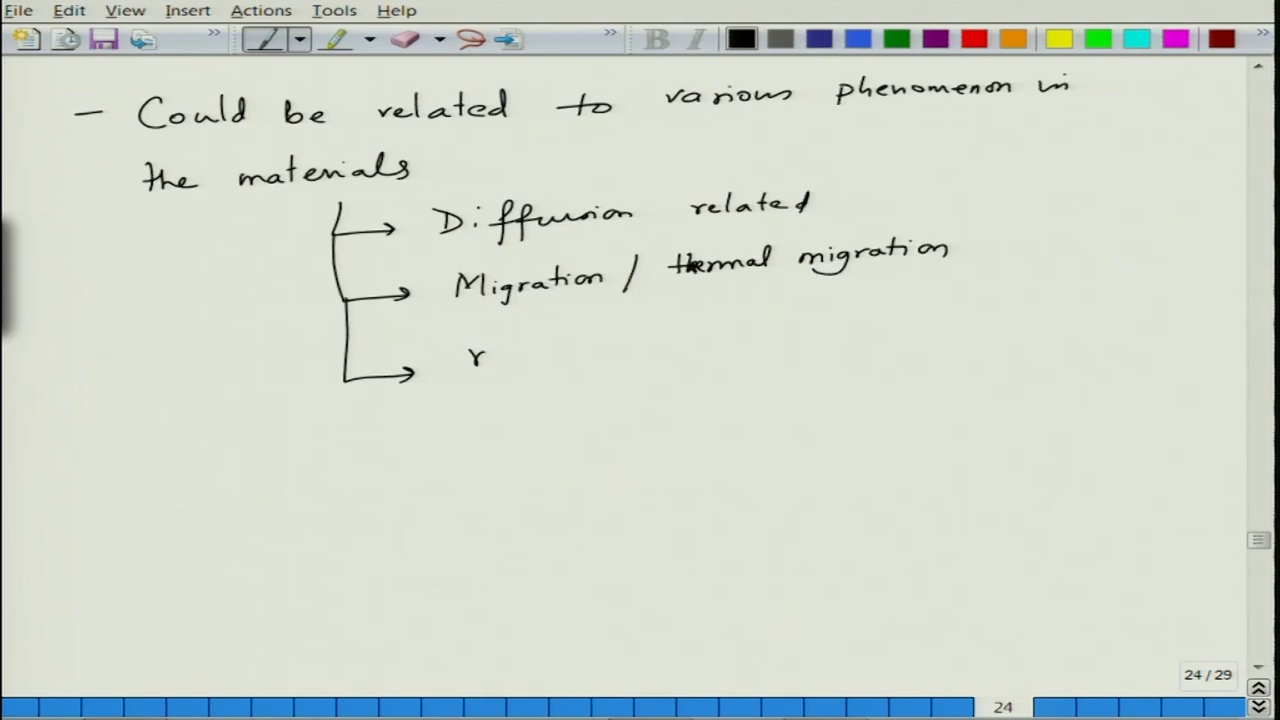 File Edit View Insert Actions Tools Help
B I
- Could be related to various phenomenon in
the materials
Diffusion related
Migration / thermal migration
r
24 / 29
24